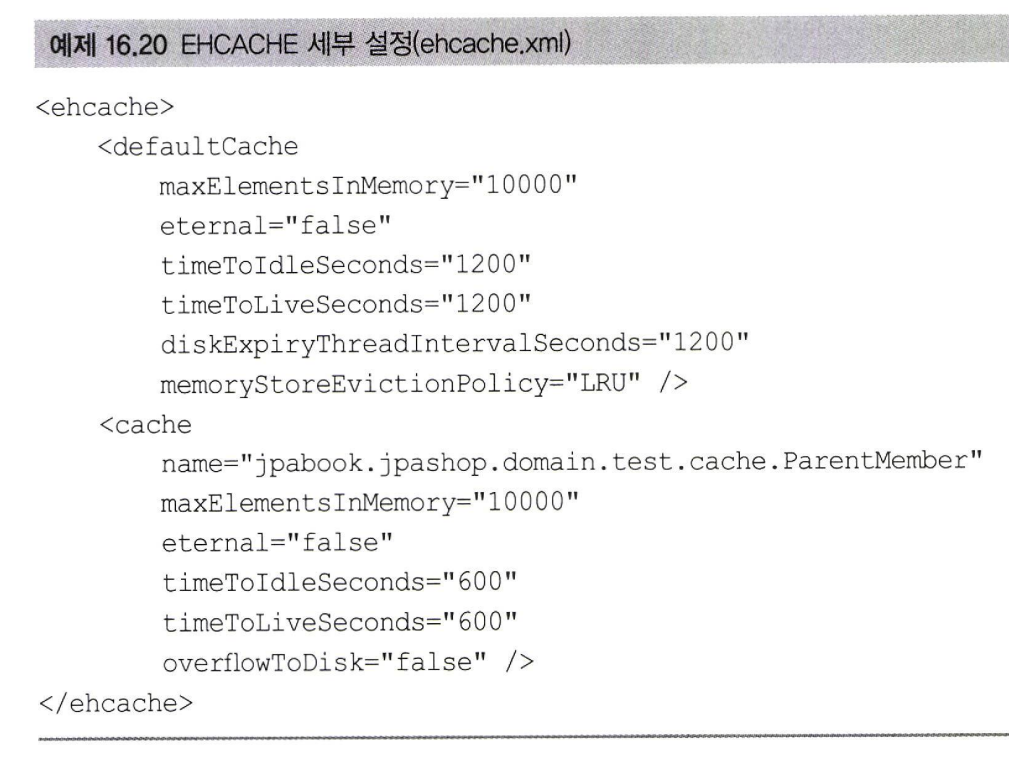 예제 16.20 EHCACHE 세부 설정(ehcache.xml)
<ehcache>
    <defaultCache
        maxElementsInMemory="10000"
        eternal="false"
        timeToIdleSeconds="1200"
        timeToLiveSeconds="1200"
        diskExpiryThreadIntervalSeconds="1200"
        memoryStoreEvictionPolicy="LRU" />
    <cache
        name="jpabook.jpashop.domain.test.cache.ParentMember"
        maxElementsInMemory="10000"
        eternal="false"
        timeToIdleSeconds="600"
        timeToLiveSeconds="600"
        overflowToDisk="false" />
</ehcache>